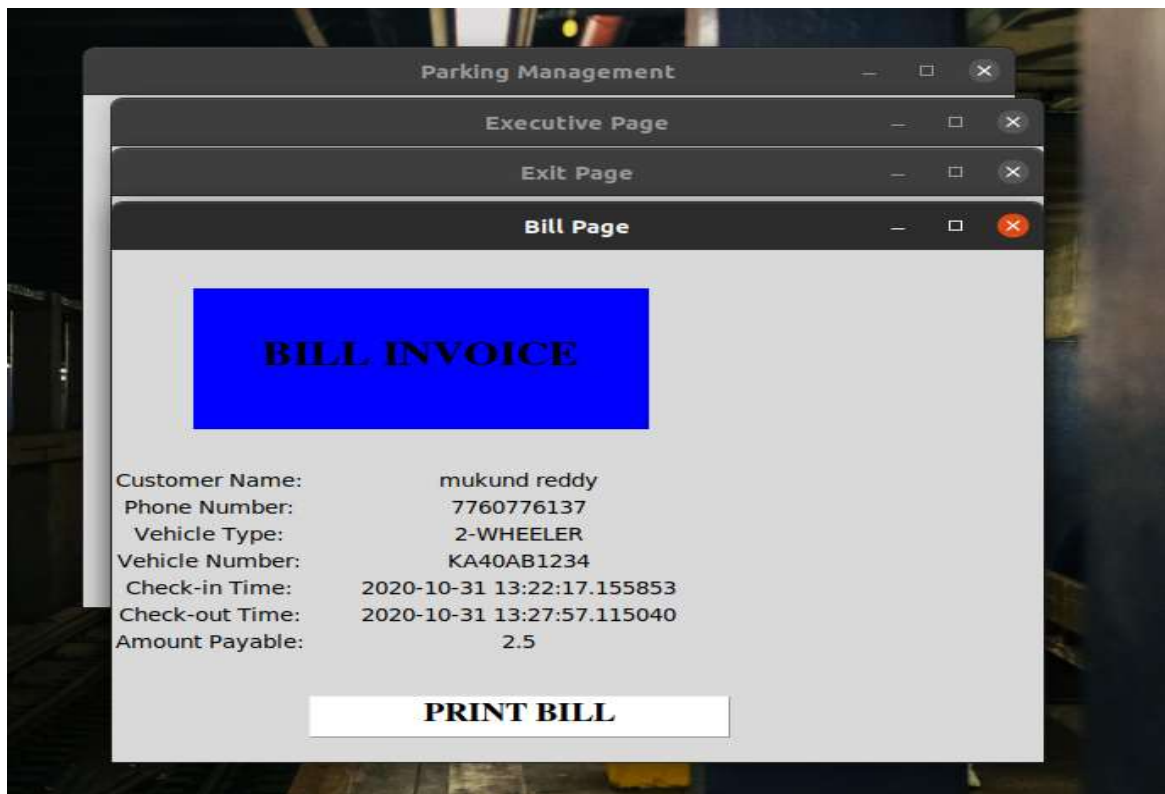 Parking Management
Executive Page
Exit Page
Bill Page
BILL INVOICE
Customer Name: mukund reddy
Phone Number: 7760776137
Vehicle Type: 2-WHEELER
Vehicle Number: KA40AB1234
Check-in Time: 2020-10-31 13:22:17.155853
Check-out Time: 2020-10-31 13:27:57.115040
Amount Payable: 2.5
PRINT BILL